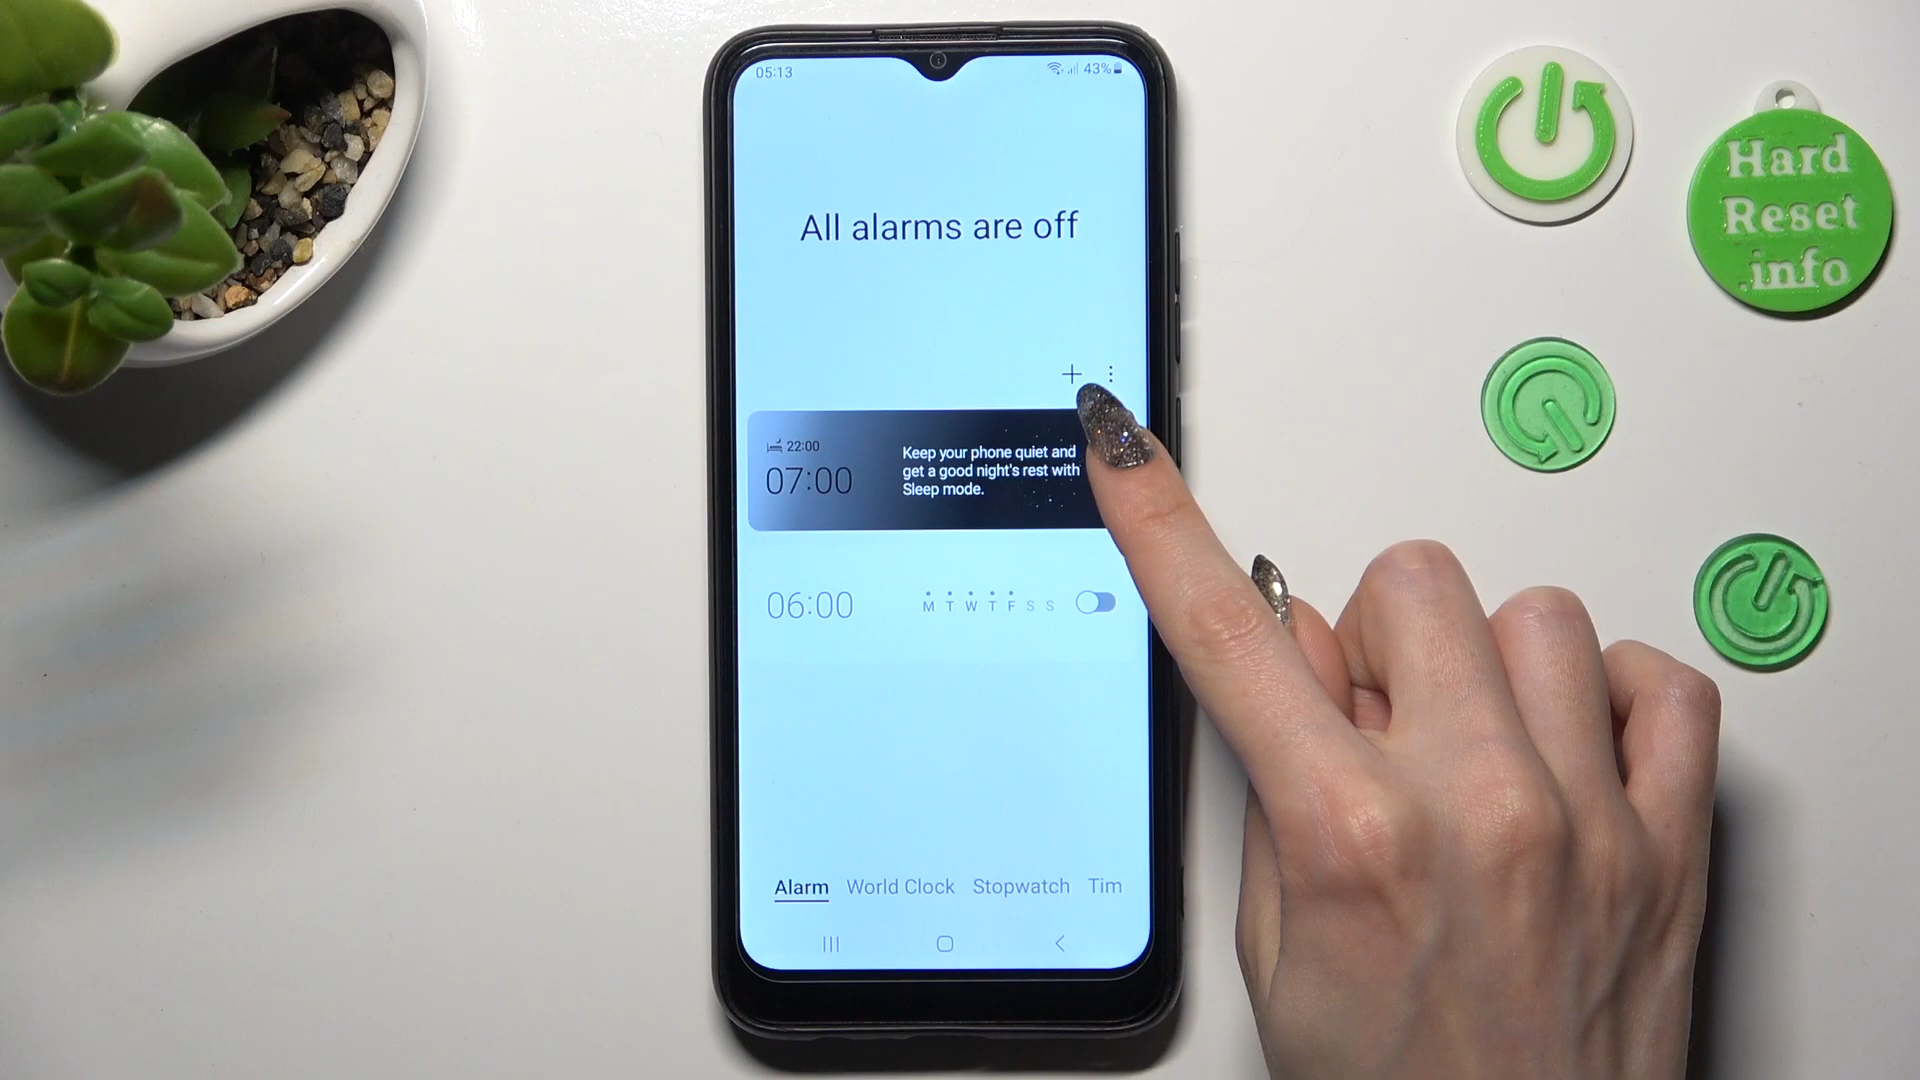 05:13
43%
All alarms are off
22:00
07:00
Keep your phone quiet and
get a good night's rest with
Sleep mode.
06:00
M T W T F S S
Alarm World Clock Stopwatch Tim
Hard
Reset
.info